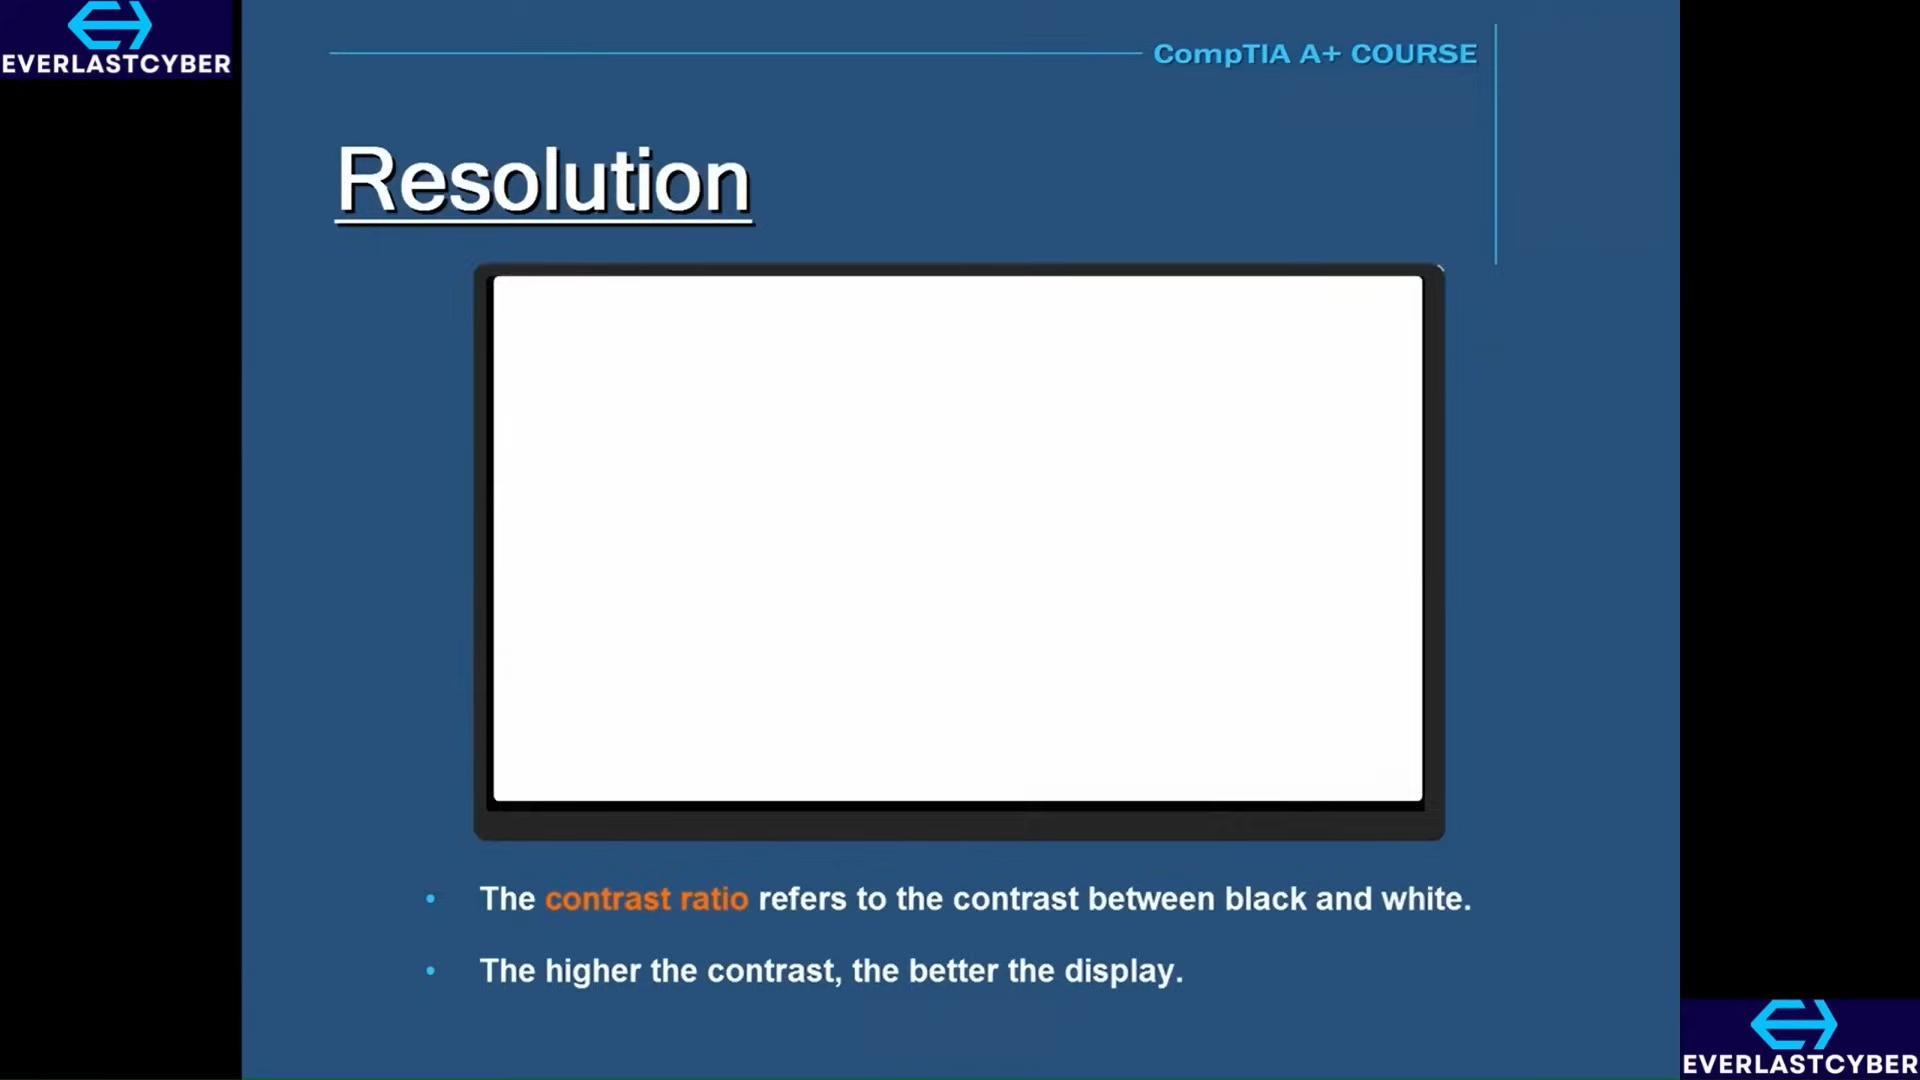 EVERLASTCYBER
CompTIA A+ COURSE
Resolution
• The contrast ratio refers to the contrast between black and white.
• The higher the contrast, the better the display.
EVERLASTCYBER